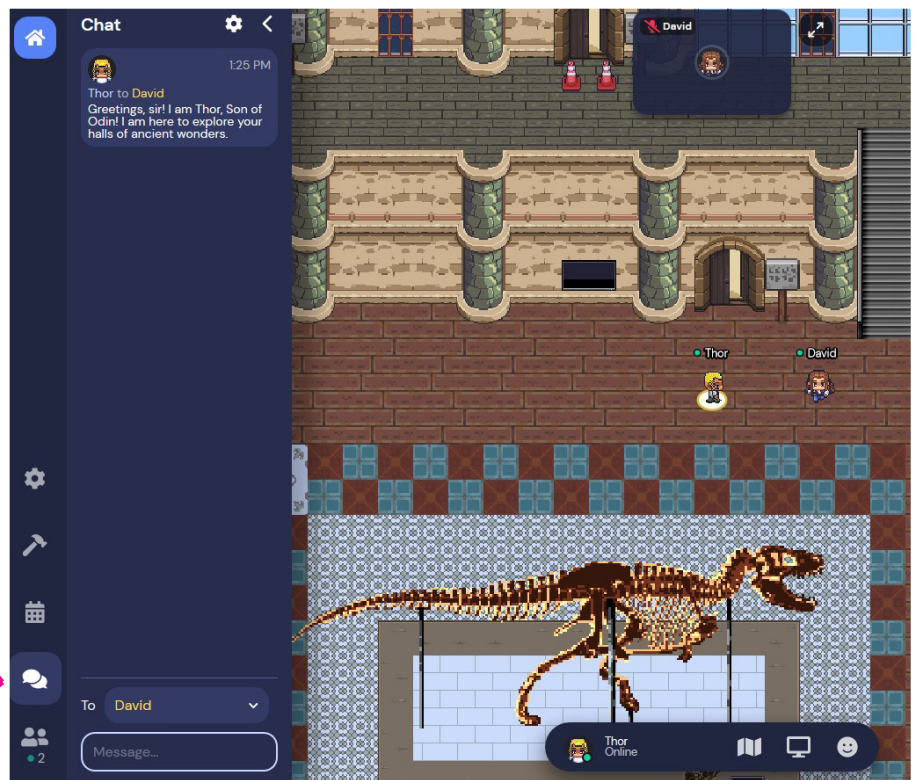 Chat
1:25 PM
Thor to David
Greetings, sir! I am Thor, Son of
Odin! I am here to explore your
halls of ancient wonders.
To David
Message...
2
David
Thor
David
Thor
Online